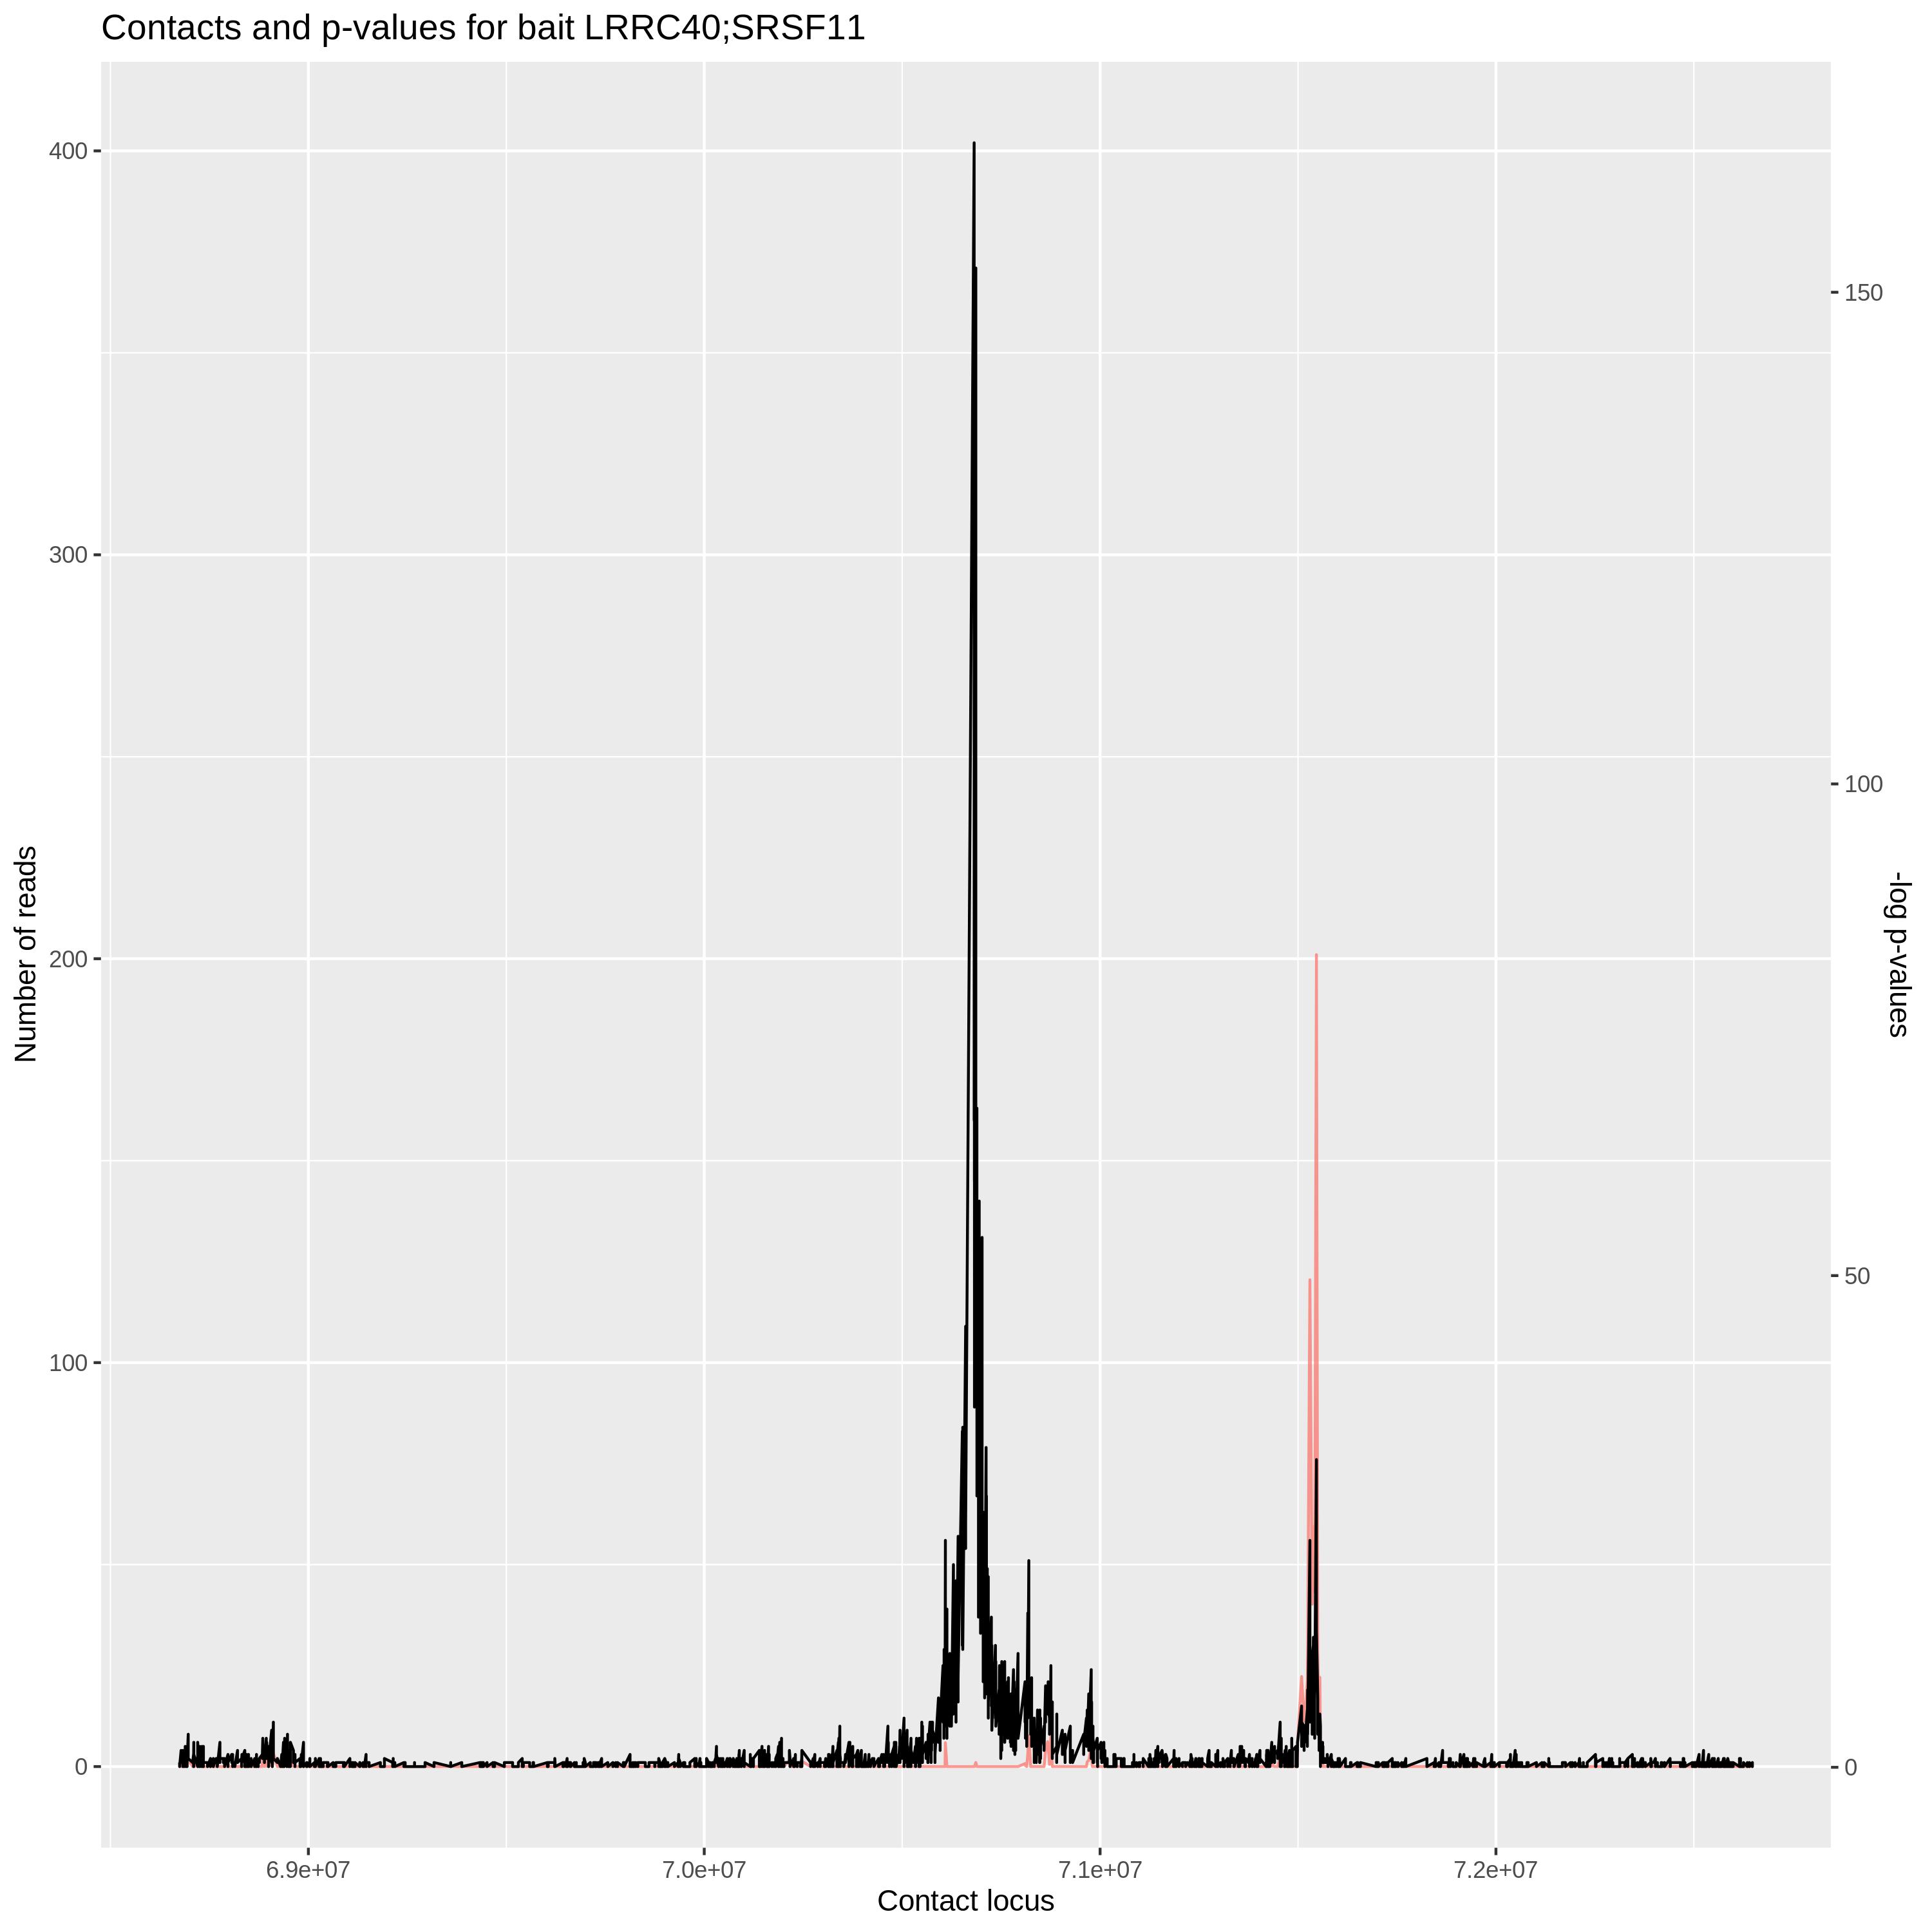 Contacts and p-values for bait LRRC40;SRSF11
400
300
200
100
0
Number of reads
150
100
50
0
-log p-values
6.9e+07
7.0e+07
7.1e+07
7.2e+07
Contact locus